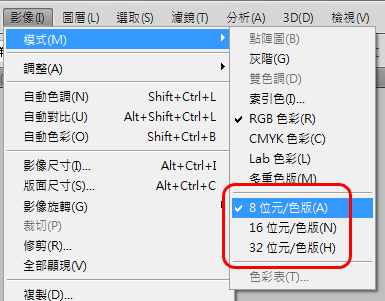 影像(I) 圖層(L) 選取(S) 濾鏡(T) 分析(A) 3D(D) 檢視(V)
模式(M)
調整(A)
自動色調(N) Shift+Ctrl+L
自動對比(U) Alt+Shift+Ctrl+L
自動色彩(O) Shift+Ctrl+B
影像尺寸(I)... Alt+Ctrl+I
版面尺寸(S)... Alt+Ctrl+C
影像旋轉(G)
裁切(P)
修剪(R)...
全部顯現(V)
複製(D)...
點陣圖(B)
灰階(G)
雙色調(D)
索引色(I)...
RGB 色彩(R)
CMYK 色彩(C)
Lab 色彩(L)
多重色版(M)
8 位元/色版(A)
16 位元/色版(N)
32 位元/色版(H)
色彩表(T)...